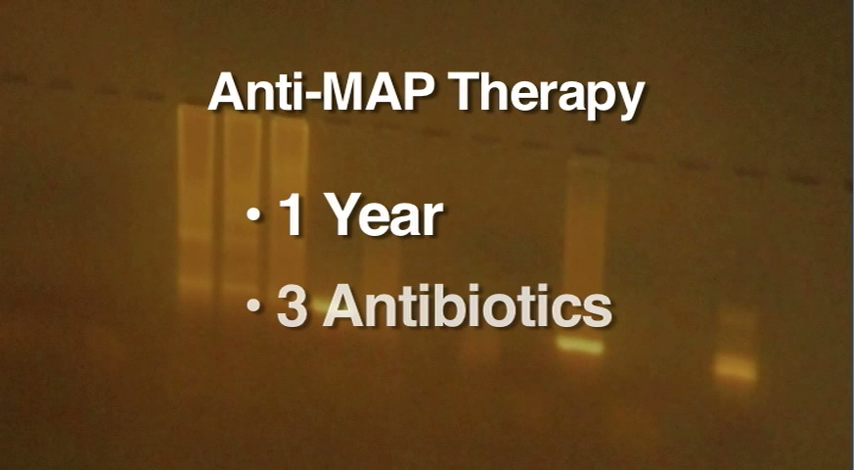 Anti-MAP Therapy
• 1 Year
• 3 Antibiotics